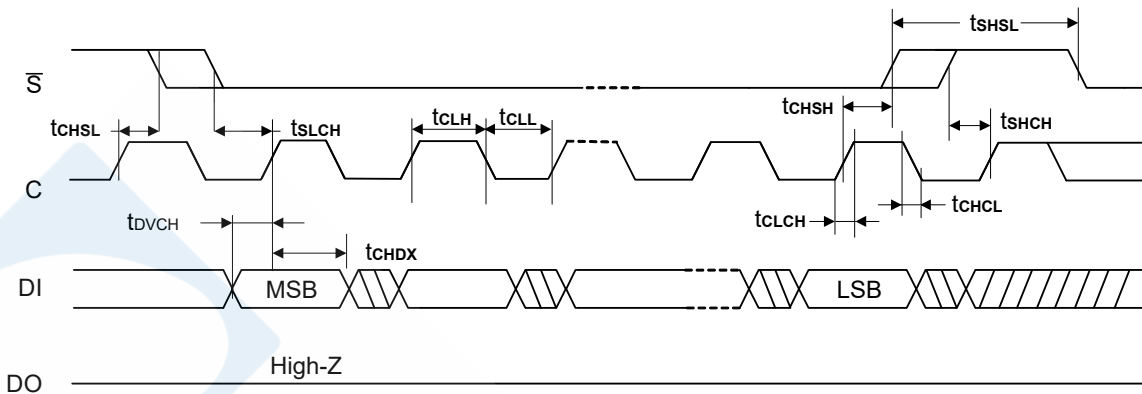 tSHSL
S
tCHSH
tCHSL tSLCH tCLH tCLL tSHCH
C
tDVCH tCLCH tCHCL
tCHDX
DI MSB LSB
High-Z
DO